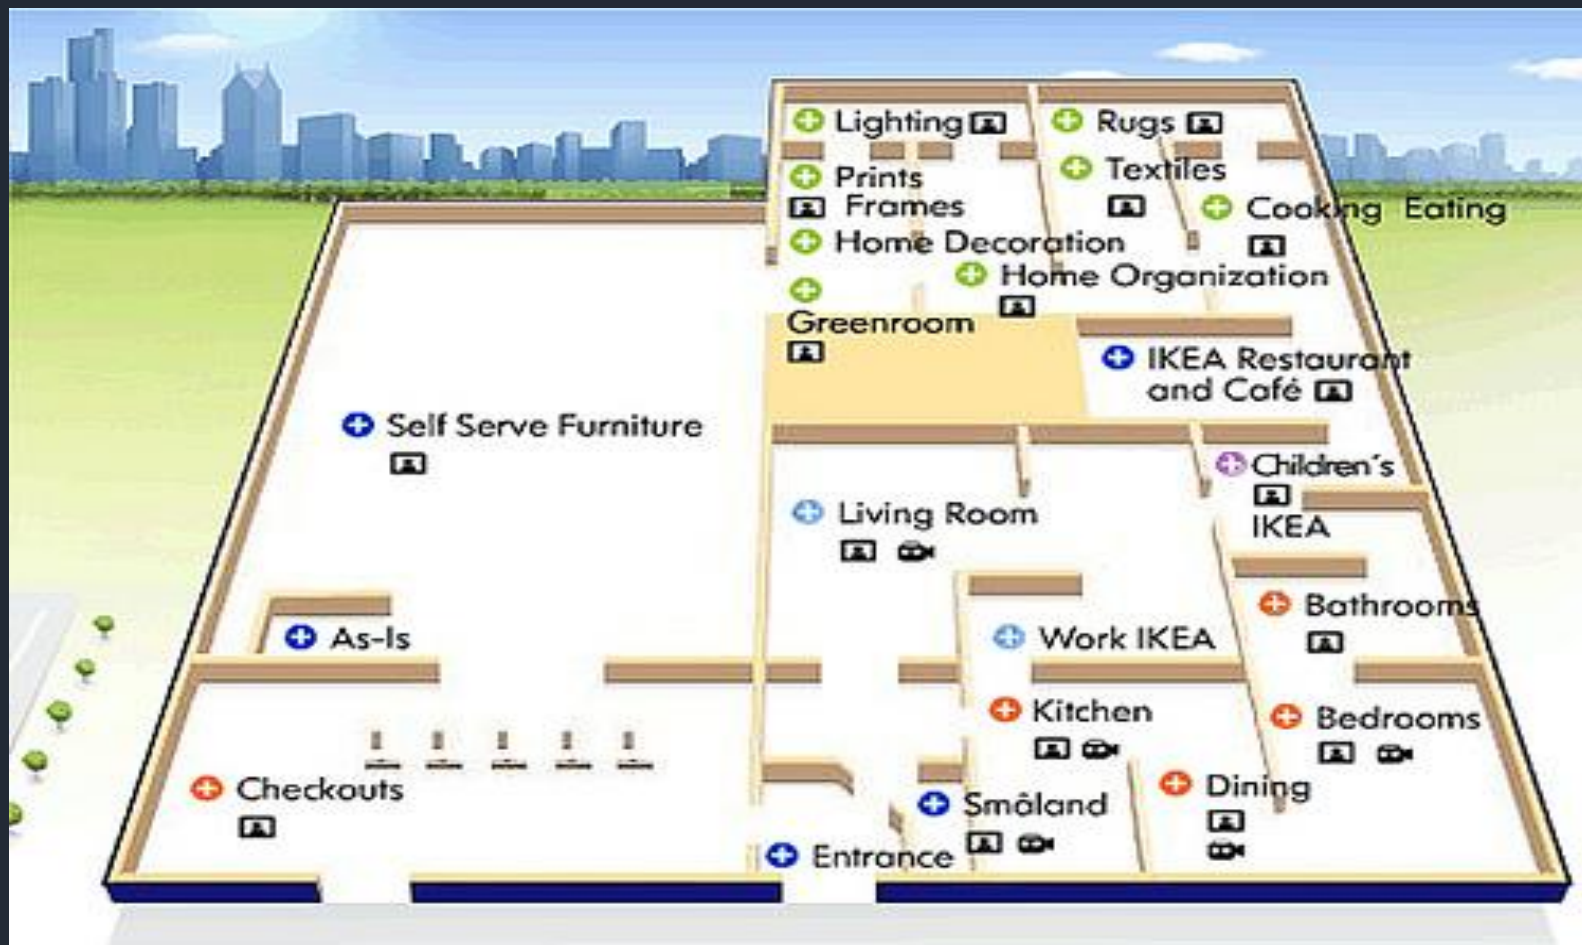 Lighting
Rugs
Prints
Frames
Textiles
Cooking Eating
Home Decoration
Home Organization
Greenroom
IKEA Restaurant
and Café
Self Serve Furniture
Children´s
IKEA
Living Room
Bathrooms
As-Is
Work IKEA
Kitchen
Bedrooms
Checkouts
Dining
Småland
Entrance